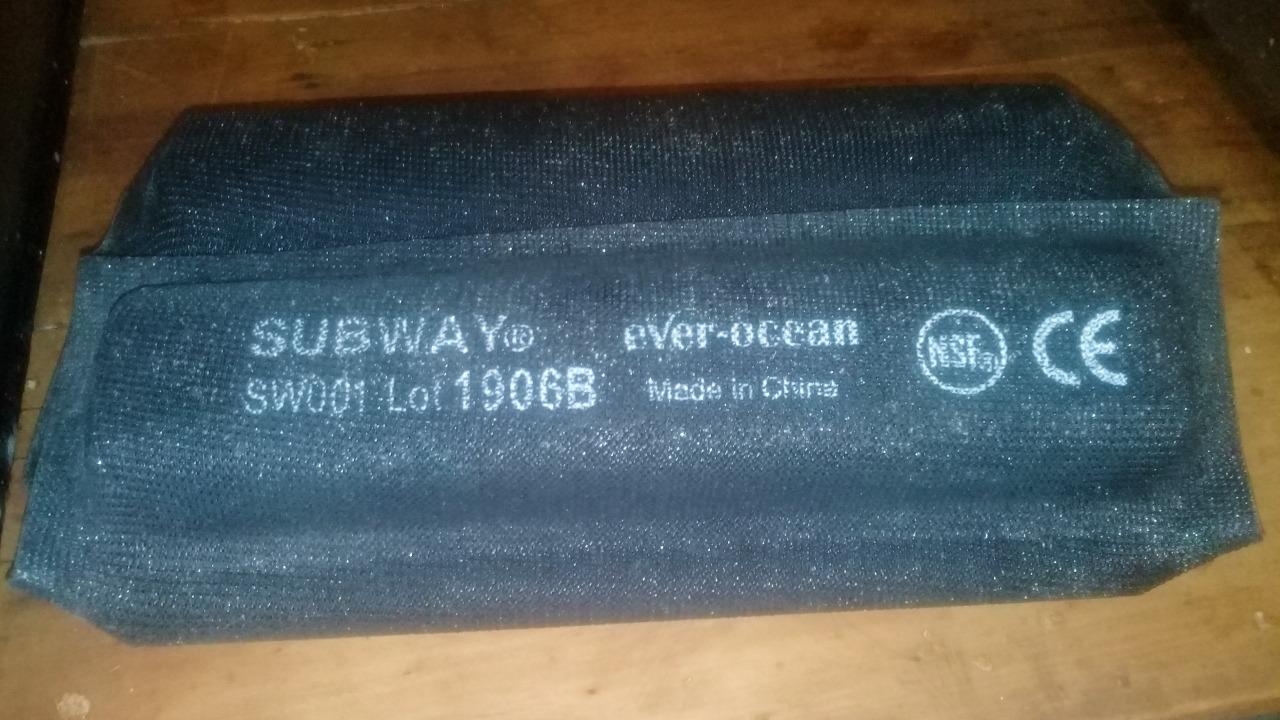 SUBWAY® ever-ocean NSF® CE
SW001 Lot 1906B Made in China